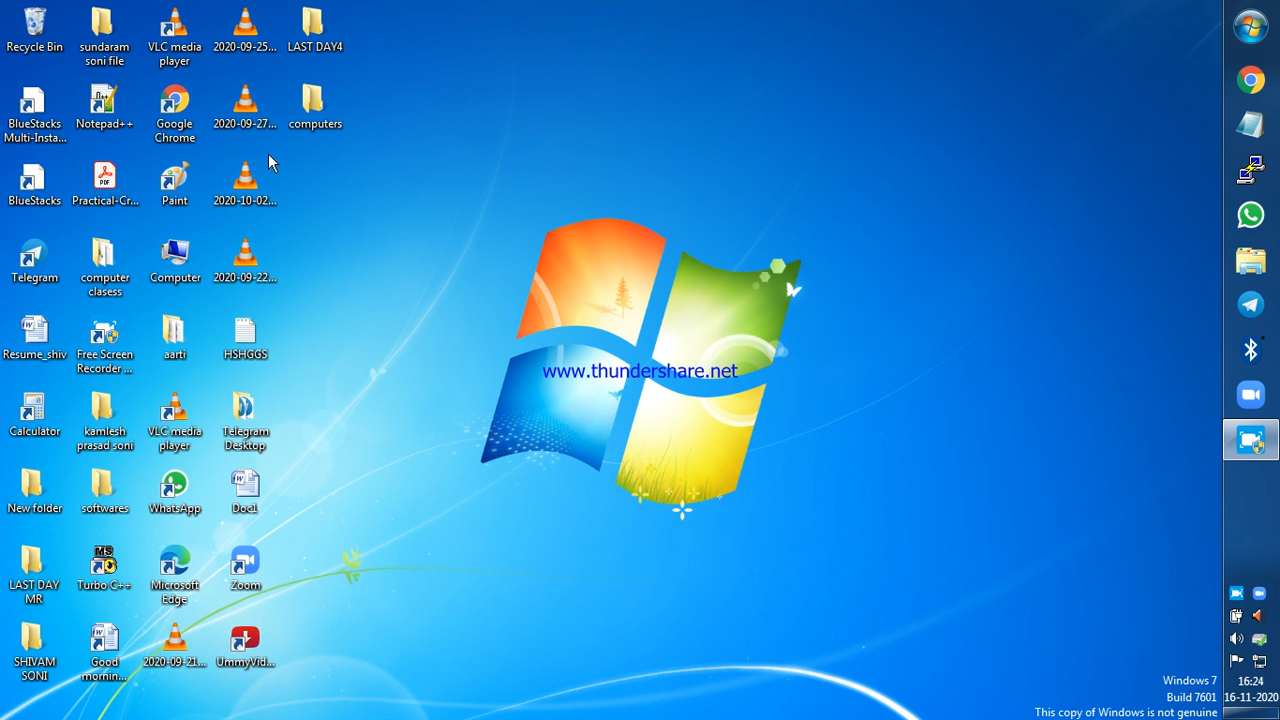 Recycle Bin
sundaram
soni file
VLC media
player
2020-09-25...
LAST DAY4
BlueStacks
Multi-Insta...
Notepad++
Google
Chrome
2020-09-27...
computers
BlueStacks
PDF
Practical-Cr...
Paint
2020-10-02...
Telegram
computer
clasess
Computer
2020-09-22...
Resume_shiv
Free Screen
Recorder ...
aarti
HSHGGS
www.thundershare.net
Calculator
kamlesh
prasad soni
VLC media
player
Telegram
Desktop
New folder
softwares
WhatsApp
Doc1
LAST DAY
MR
MS
Turbo C++
Microsoft
Edge
Zoom
SHIVAM
SONI
Good
mornin...
2020-09-21...
UmmyVid...
Windows 7
Build 7601
This copy of Windows is not genuine
16:24
16-11-2020